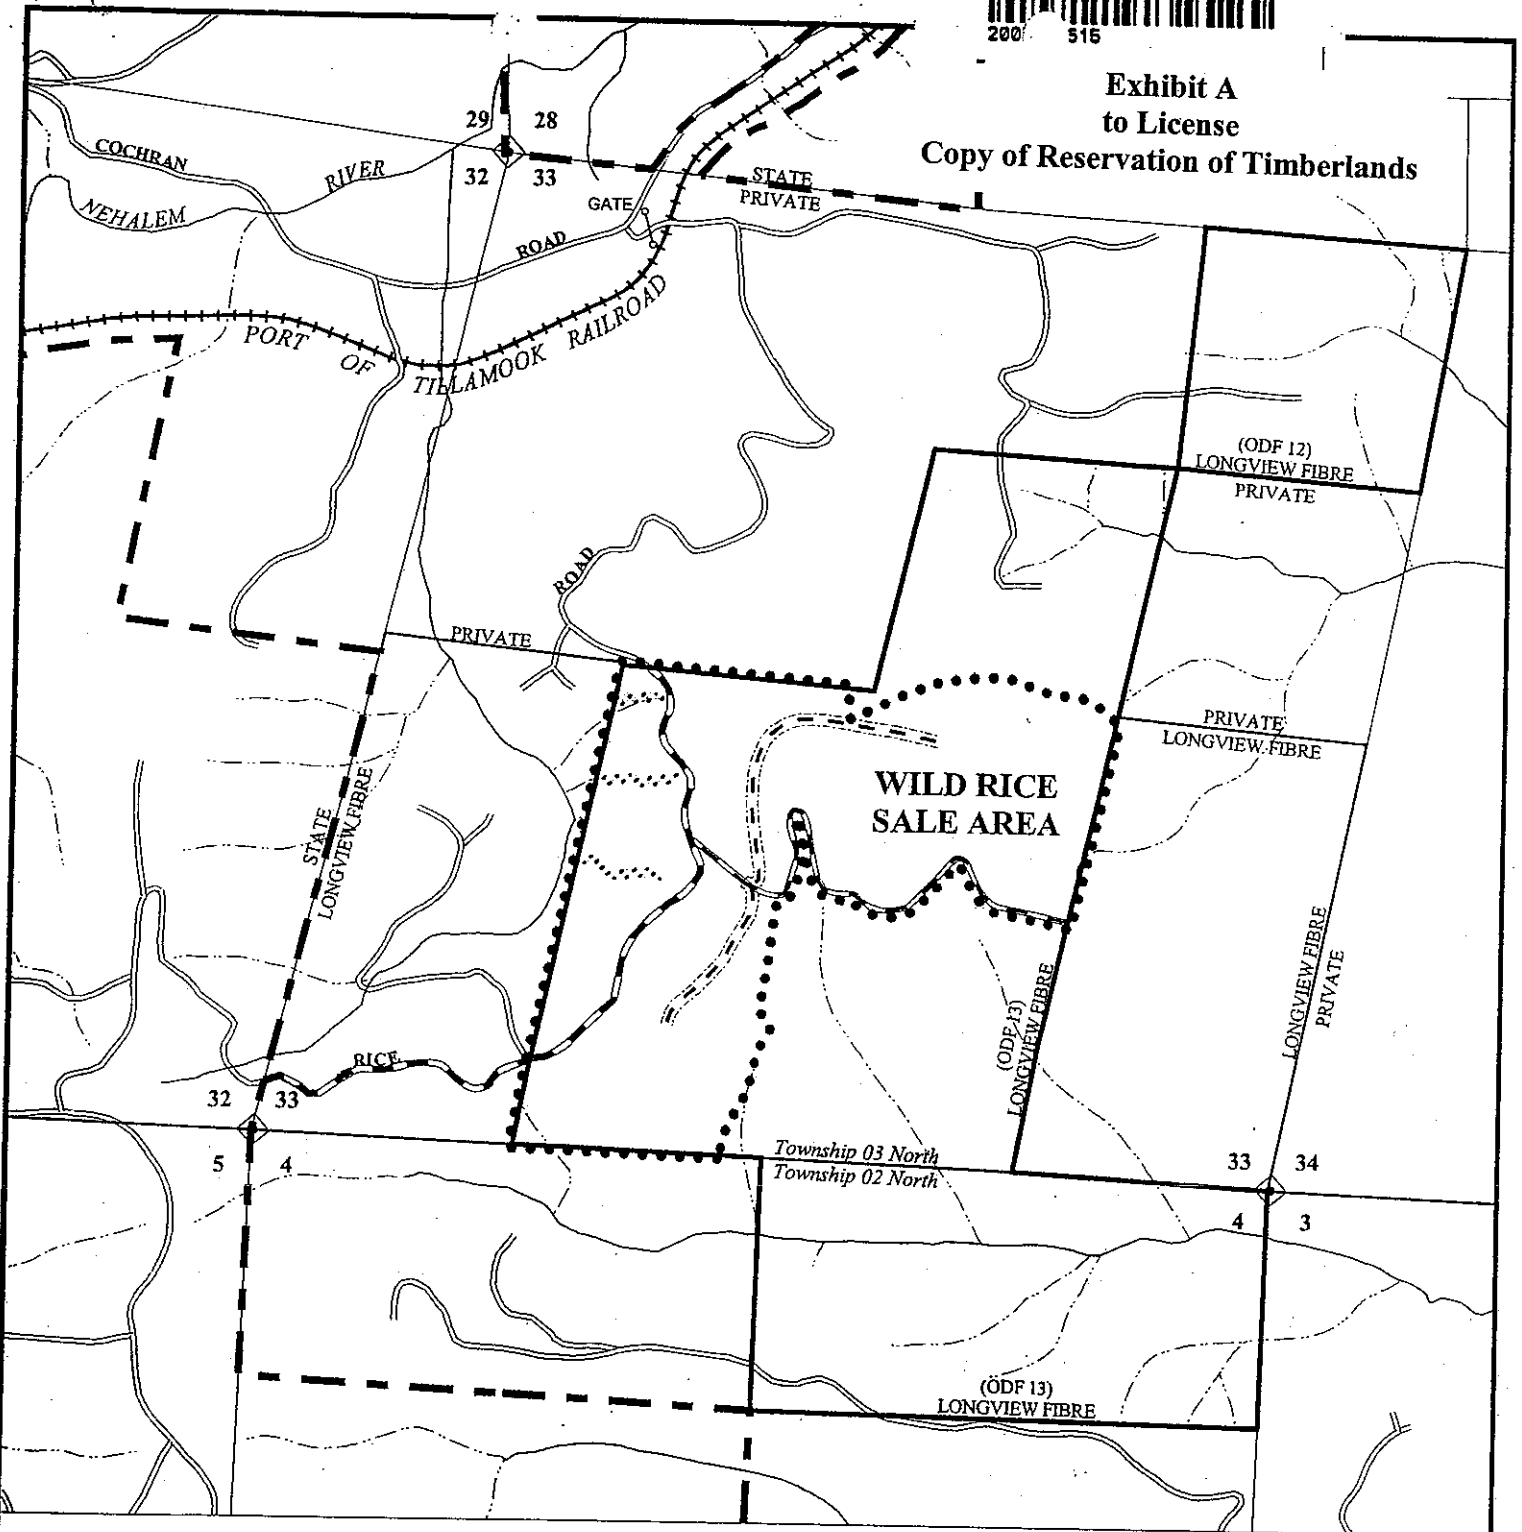 200 515
Exhibit A
to License
Copy of Reservation of Timberlands
29 28
32 33
COCHRAN
RIVER
NEHALEM
GATE
STATE
PRIVATE
ROAD
PORT OF TILLAMOOK RAILROAD
(ODF 12)
LONGVIEW FIBRE
PRIVATE
ROAD
PRIVATE
PRIVATE
LONGVIEW FIBRE
WILD RICE
SALE AREA
STATE
LONGVIEW FIBRE
LONGVIEW FIBRE
PRIVATE
(ODF 13)
LONGVIEW FIBRE
RICE
32 33
5 4
Township 03 North
Township 02 North
33 34
4 3
(ODF 13)
LONGVIEW FIBRE